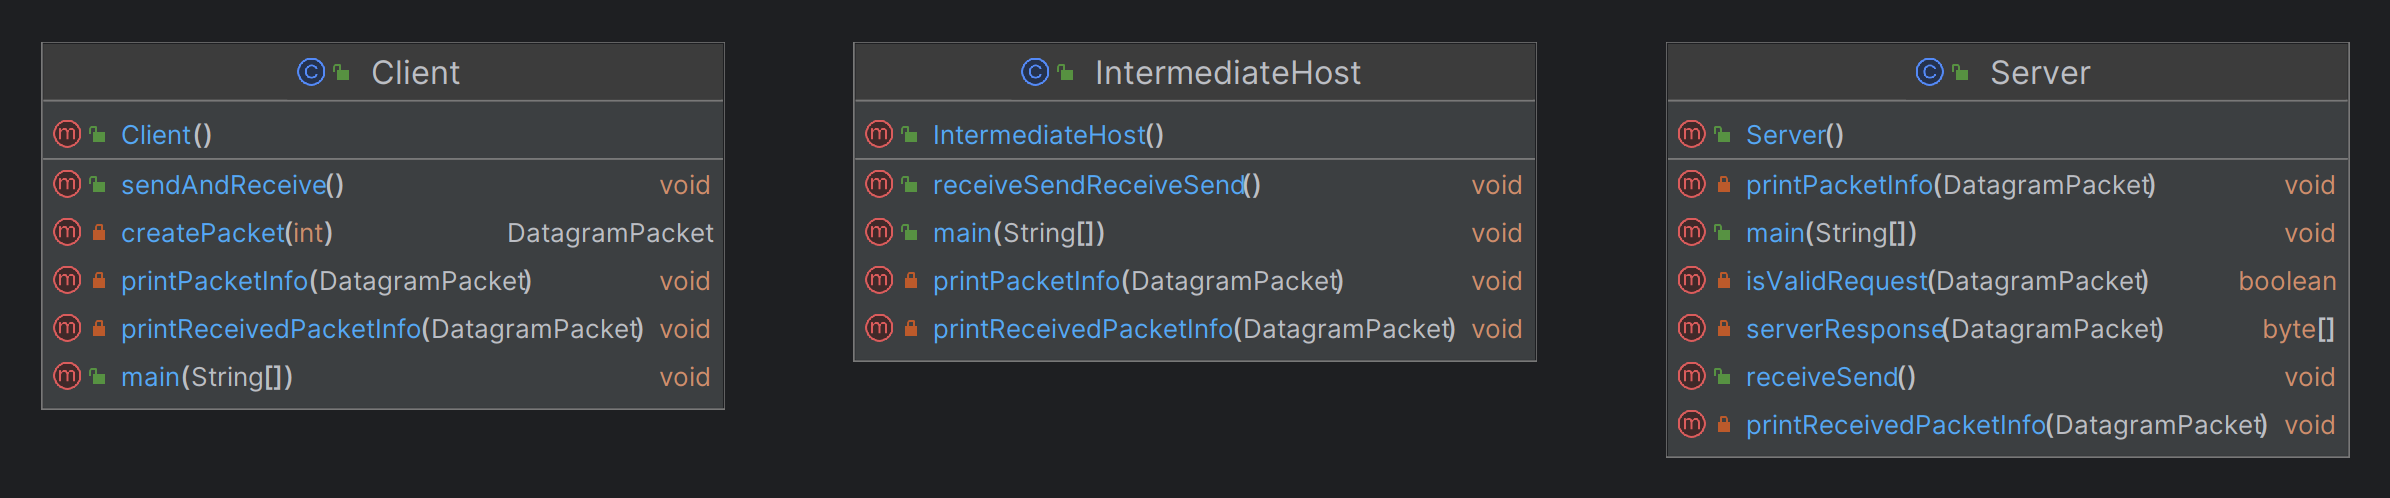 Client
Client()
sendAndReceive() void
createPacket(int) DatagramPacket
printPacketInfo(DatagramPacket) void
printReceivedPacketInfo(DatagramPacket) void
main(String[]) void
IntermediateHost
IntermediateHost()
receiveSendReceiveSend() void
main(String[]) void
printPacketInfo(DatagramPacket) void
printReceivedPacketInfo(DatagramPacket) void
Server
Server()
printPacketInfo(DatagramPacket) void
main(String[]) void
isValidRequest(DatagramPacket) boolean
serverResponse(DatagramPacket) byte[]
receiveSend() void
printReceivedPacketInfo(DatagramPacket) void